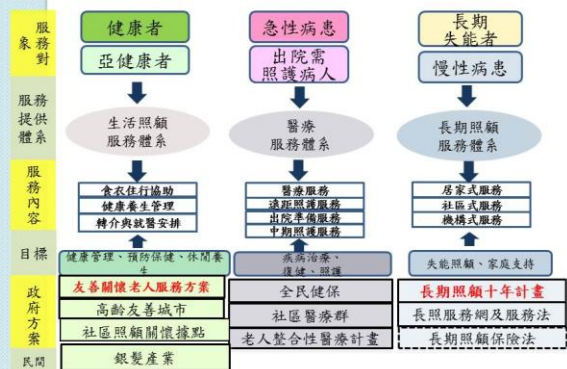 服務對象
健康者
亞健康者
急性病患
出院需
照護病人
長期
失能者
慢性病患
服務
提供
體系
生活照顧
服務體系
醫療
服務體系
長期照顧
服務體系
服務內容
食衣住行協助
健康養生管理
轉介與就醫安排
醫療服務
遠距照護服務
出院準備服務
中期照護服務
居家式服務
社區式服務
機構式服務
目標
健康管理、預防保健、休閒養
生
疾病治療、
復健、照護
失能照顧、家庭支持
政府方案
友善關懷老人服務方案
高齡友善城市
社區照顧關懷據點
全民健保
社區醫療群
老人整合性醫療計畫
長期照顧十年計畫
長照服務網及服務法
長期照顧保險法
民間
銀髮產業